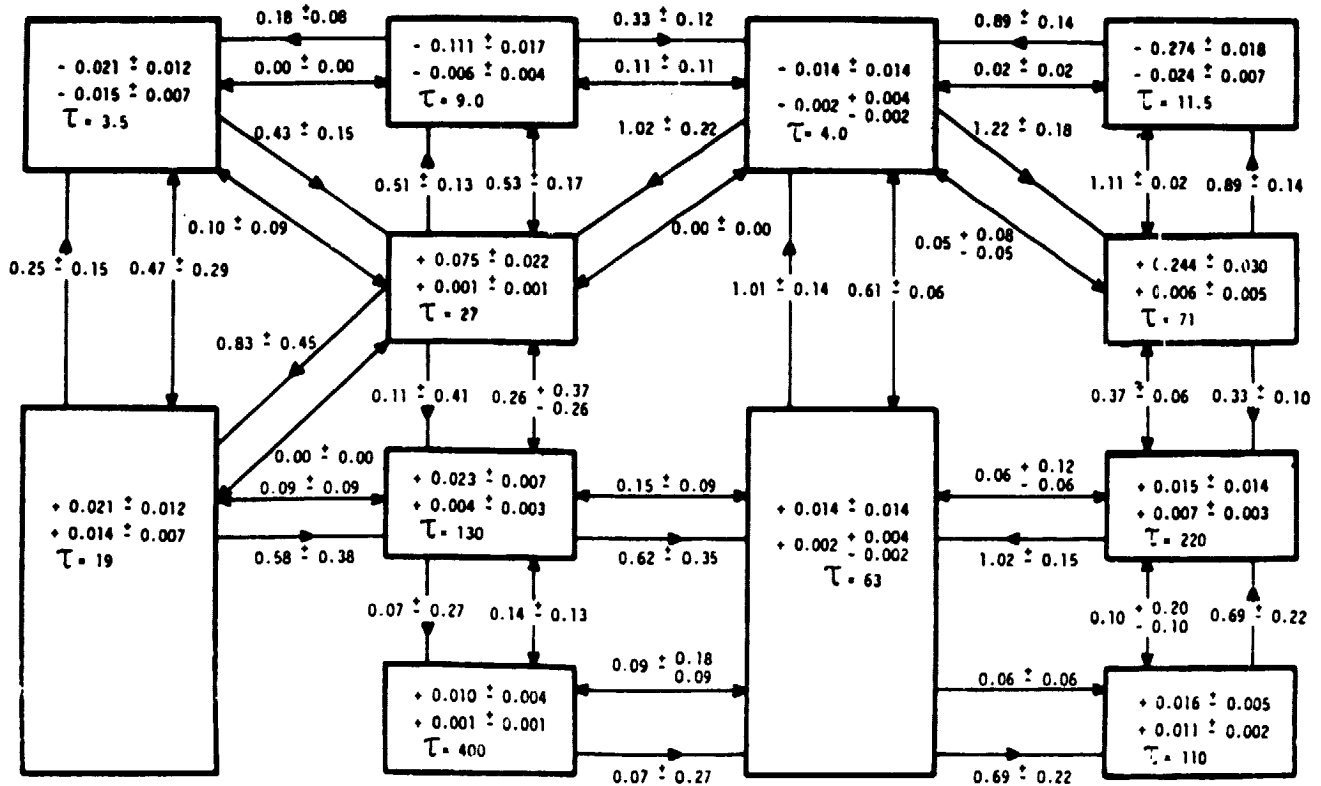 0.18 ± 0.08
0.33 ± 0.12
0.89 ± 0.14
- 0.021 ± 0.012
- 0.015 ± 0.007
τ = 3.5
0.00 ± 0.00
- 0.111 ± 0.017
- 0.006 ± 0.004
τ = 9.0
0.11 ± 0.11
- 0.014 ± 0.014
- 0.002 + 0.004
- 0.002
τ = 4.0
0.02 ± 0.02
- 0.274 ± 0.018
- 0.024 ± 0.007
τ = 11.5
0.43 ± 0.15
1.02 ± 0.22
1.22 ± 0.18
0.51 ± 0.13
0.53 ± 0.17
1.11 ± 0.02
0.89 ± 0.14
0.10 ± 0.09
0.00 ± 0.00
0.05 + 0.08
- 0.05
0.25 ± 0.15
0.47 ± 0.29
+ 0.075 ± 0.022
+ 0.001 ± 0.001
τ = 27
1.01 ± 0.14
0.61 ± 0.06
+ 0.244 ± 0.030
+ 0.006 ± 0.005
τ = 71
0.83 ± 0.45
0.11 ± 0.41
0.26 + 0.37
- 0.26
0.37 ± 0.06
0.33 ± 0.10
0.00 ± 0.00
0.09 ± 0.09
+ 0.021 ± 0.012
+ 0.014 ± 0.007
τ = 19
0.58 ± 0.38
+ 0.023 ± 0.007
+ 0.004 ± 0.003
τ = 130
0.15 ± 0.09
0.62 ± 0.35
+ 0.014 ± 0.014
+ 0.002 + 0.004
- 0.002
τ = 63
0.06 + 0.12
- 0.06
1.02 ± 0.15
+ 0.015 ± 0.014
+ 0.007 ± 0.003
τ = 220
0.07 ± 0.27
0.14 ± 0.13
0.10 + 0.20
- 0.10
0.69 ± 0.22
0.09 ± 0.18
0.09
0.06 ± 0.06
+ 0.010 ± 0.004
+ 0.001 ± 0.001
τ = 400
0.07 ± 0.27
0.69 ± 0.22
+ 0.016 ± 0.005
+ 0.011 ± 0.002
τ = 110